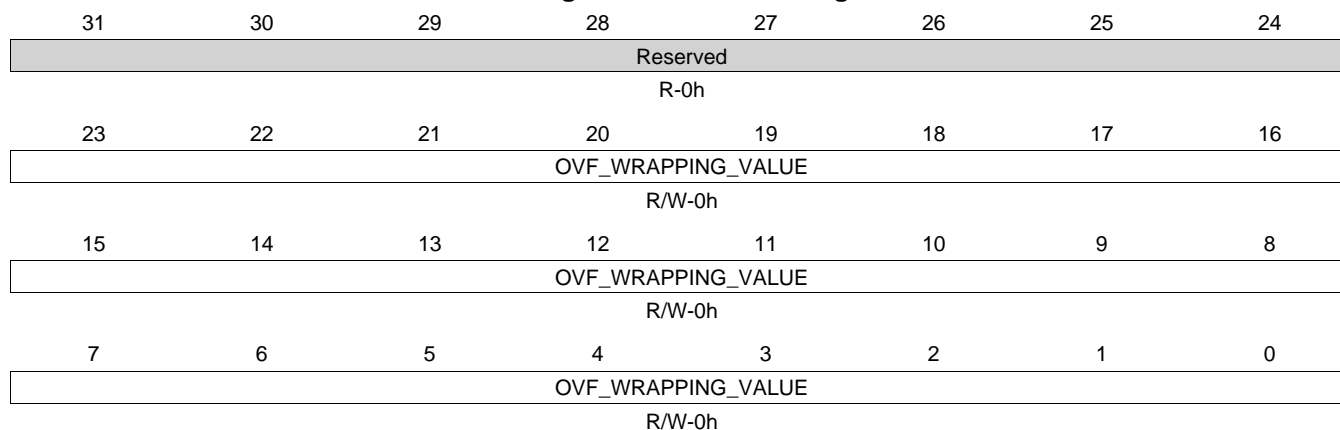 31 30 29 28 27 26 25 24
Reserved
R-0h
23 22 21 20 19 18 17 16
OVF_WRAPPING_VALUE
R/W-0h
15 14 13 12 11 10 9 8
OVF_WRAPPING_VALUE
R/W-0h
7 6 5 4 3 2 1 0
OVF_WRAPPING_VALUE
R/W-0h